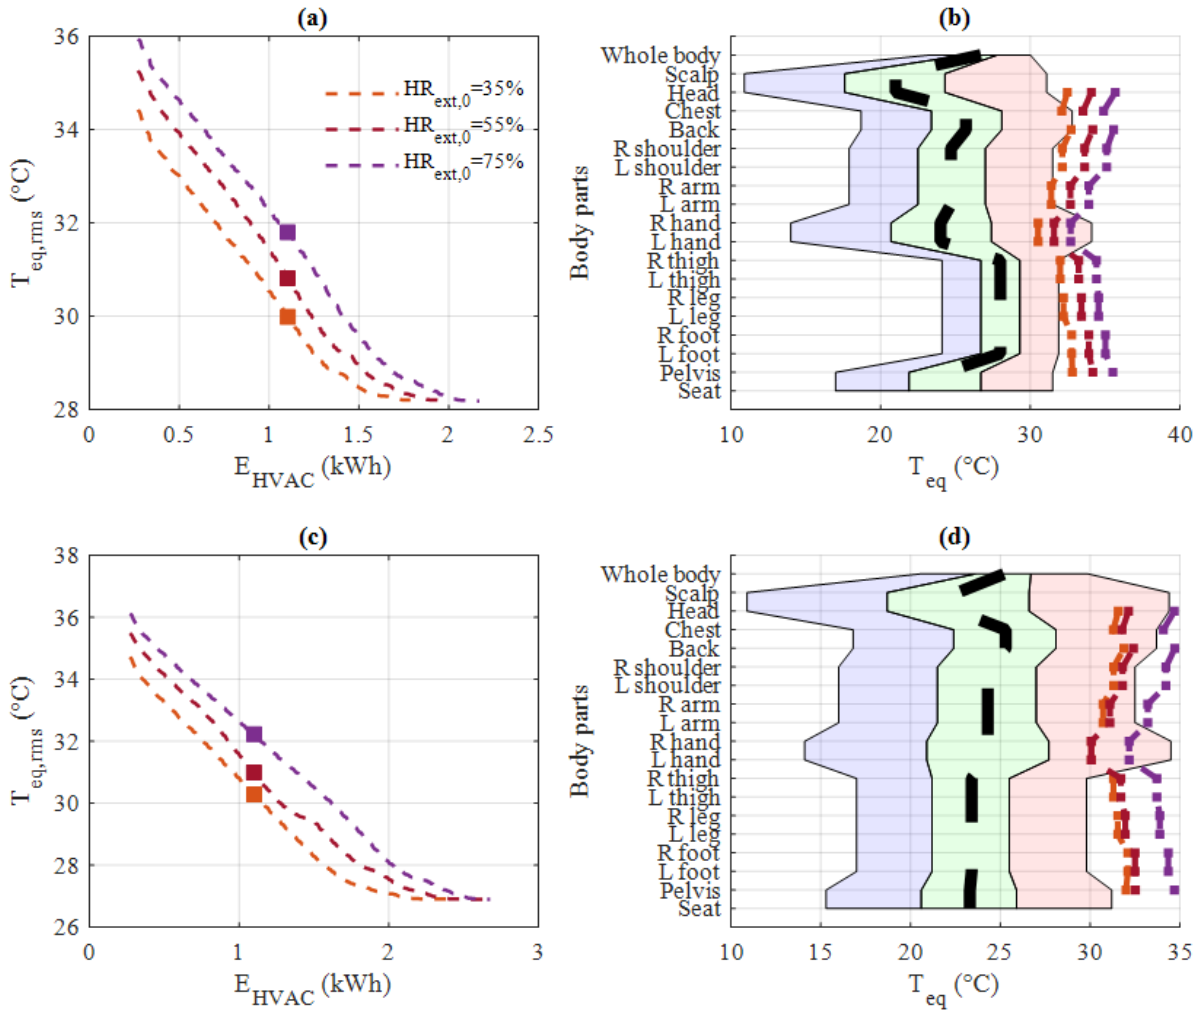 (a)
36
34
32
30
28
T_eq,rms (°C)
0
0.5
1
1.5
2
2.5
E_HVAC (kWh)
HR_ext,0=35%
HR_ext,0=55%
HR_ext,0=75%
(b)
Whole body
Scalp
Head
Chest
Back
R shoulder
L shoulder
R arm
L arm
R hand
L hand
R thigh
L thigh
R leg
L leg
R foot
L foot
Pelvis
Seat
Body parts
10
20
30
40
T_eq (°C)
(c)
38
36
34
32
30
28
26
T_eq,rms (°C)
0
1
2
3
E_HVAC (kWh)
(d)
Whole body
Scalp
Head
Chest
Back
R shoulder
L shoulder
R arm
L arm
R hand
L hand
R thigh
L thigh
R leg
L leg
R foot
L foot
Pelvis
Seat
Body parts
10
15
20
25
30
35
T_eq (°C)